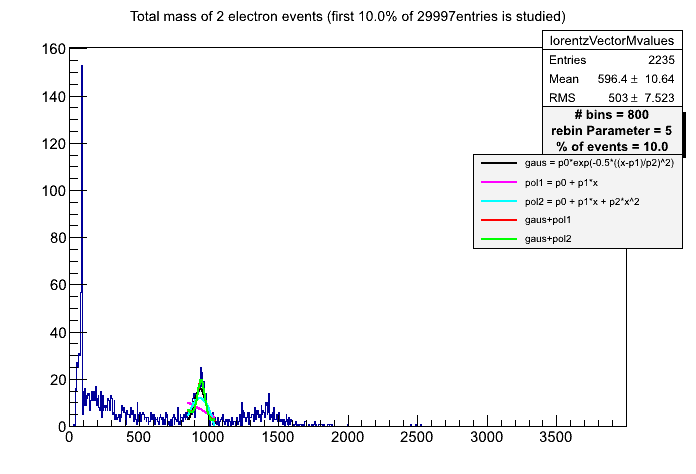 Total mass of 2 electron events (first 10.0% of 29997entries is studied)
lorentzVectorMvalues
Entries 2235
Mean 596.4 ± 10.64
RMS 503 ± 7.523
# bins = 800
rebin Parameter = 5
% of events = 10.0
gaus = p0*exp(-0.5*((x-p1)/p2)^2)
pol1 = p0 + p1*x
pol2 = p0 + p1*x + p2*x^2
gaus+pol1
gaus+pol2
160
140
120
100
80
60
40
20
0
0 500 1000 1500 2000 2500 3000 3500